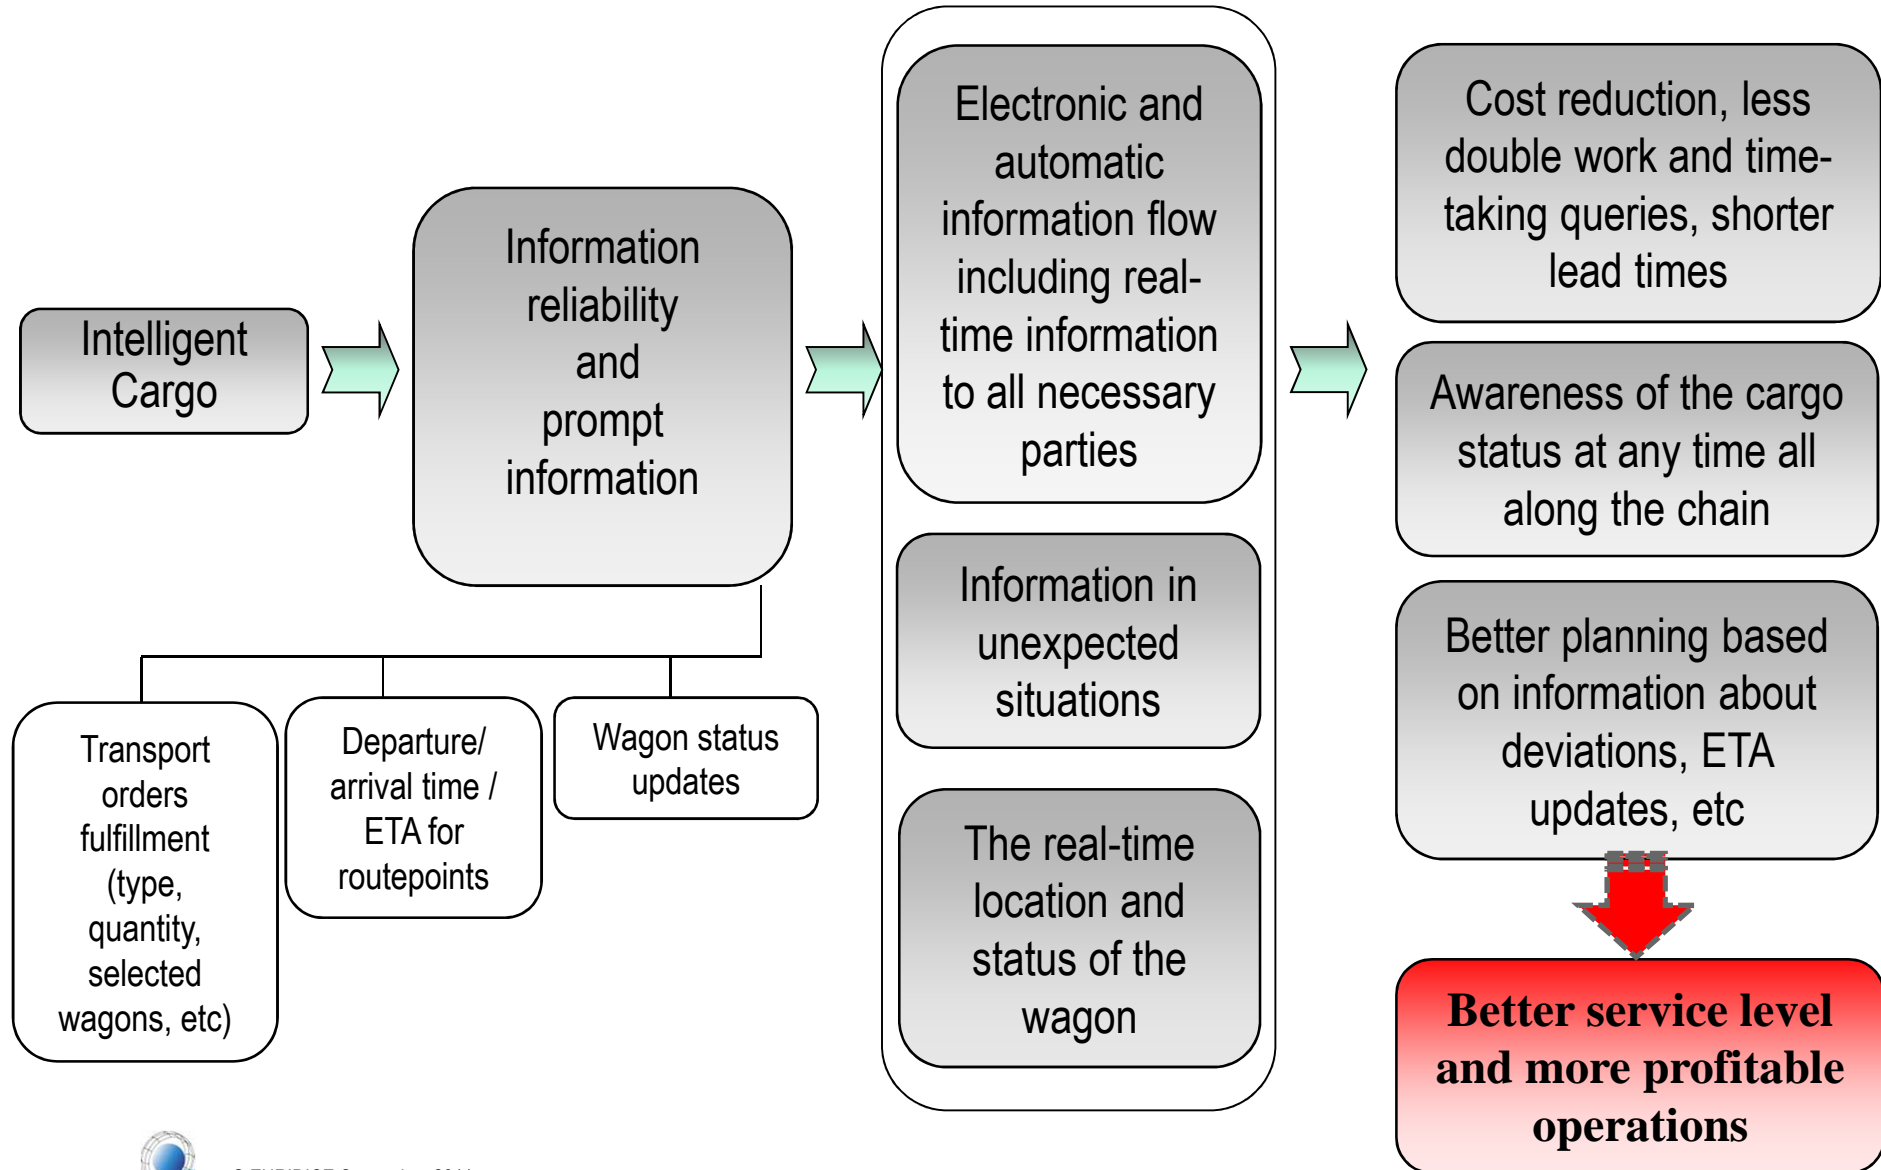 Intelligent
Cargo
Information
reliability
and
prompt
information
Transport
orders
fulfillment
(type,
quantity,
selected
wagons, etc)
Departure/
arrival time /
ETA for
routepoints
Wagon status
updates
Electronic and
automatic
information flow
including real-
time information
to all necessary
parties
Information in
unexpected
situations
The real-time
location and
status of the
wagon
Cost reduction, less
double work and time-
taking queries, shorter
lead times
Awareness of the cargo
status at any time all
along the chain
Better planning based
on information about
deviations, ETA
updates, etc
Better service level
and more profitable
operations